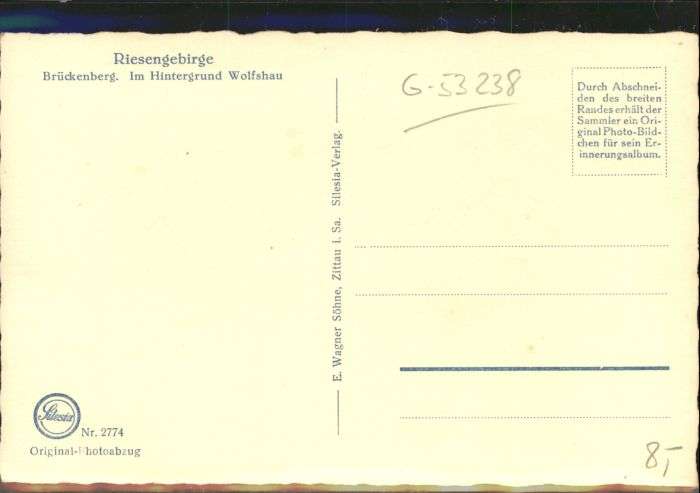 Riesengebirge
Brückenberg. Im Hintergrund Wolfshau
G-53238
Durch Abschnei-
den des breiten
Randes erhält der
Sammler ein Ori-
ginal Photo-Bild-
chen für sein Er-
innerungsalbum.
E. Wagner Söhne, Zittau i. Sa. Silesia-Verlag.
Silesia
Nr. 2774
Original-Photoabzug
8,-